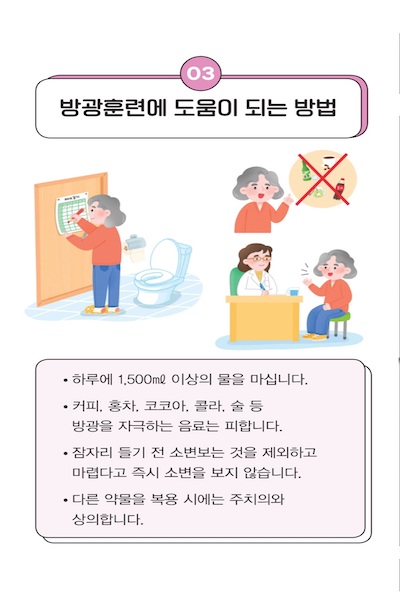 03
방광훈련에 도움이 되는 방법
• 하루에 1,500㎖ 이상의 물을 마십니다.
• 커피, 홍차, 코코아, 콜라, 술 등
방광을 자극하는 음료는 피합니다.
• 잠자리 들기 전 소변보는 것을 제외하고
마렵다고 즉시 소변을 보지 않습니다.
• 다른 약물을 복용 시에는 주치의와
상의합니다.